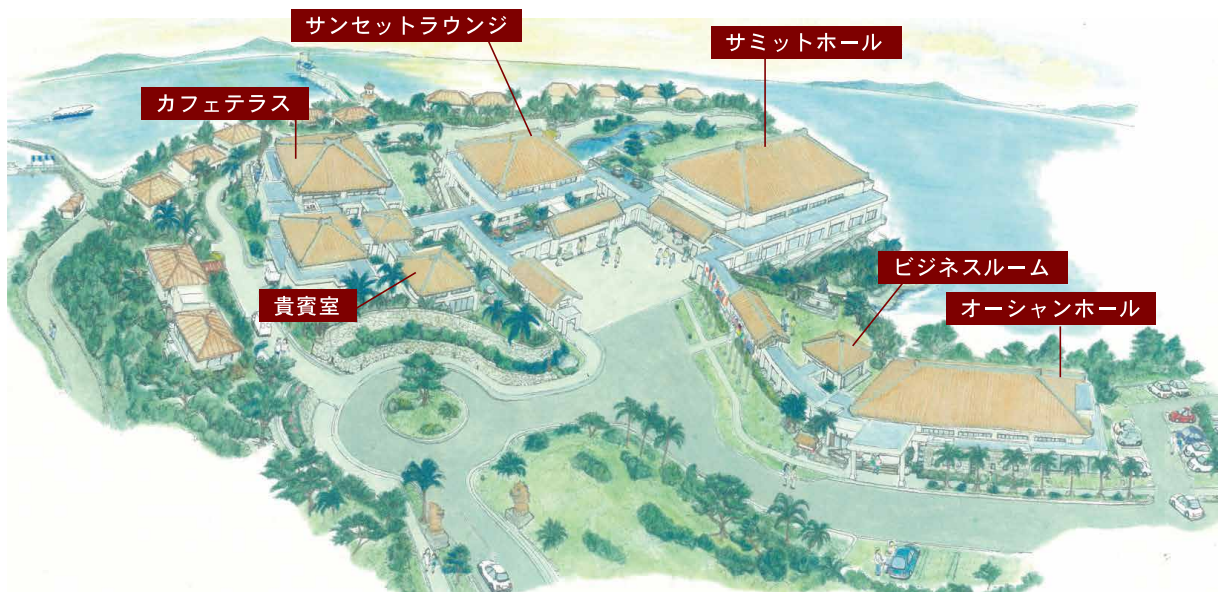 サンセットラウンジ
サミットホール
カフェテラス
ビジネスルーム
貴賓室
オーシャンホール